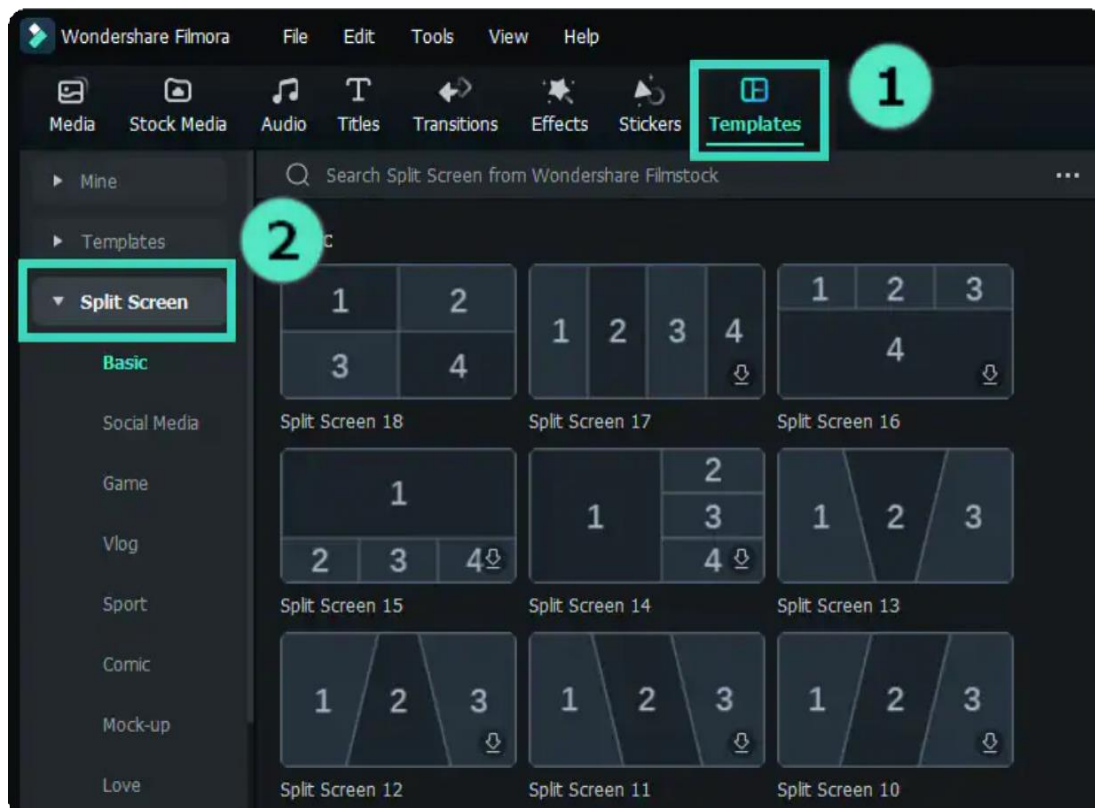 Wondershare Filmora File Edit Tools View Help
Media Stock Media Audio Titles Transitions Effects Stickers Templates
1
Mine
Search Split Screen from Wondershare Filmstock
Templates
2
c
Split Screen
Basic
Social Media
Game
Vlog
Sport
Comic
Mock-up
Love
1 2
3 4
Split Screen 18
1 2 3 4
Split Screen 17
1 2 3
4
Split Screen 16
1
2 3 4
Split Screen 15
1
2
3
4
Split Screen 14
1 2 3
Split Screen 13
1 2 3
Split Screen 12
1 2 3
Split Screen 11
1 2 3
Split Screen 10